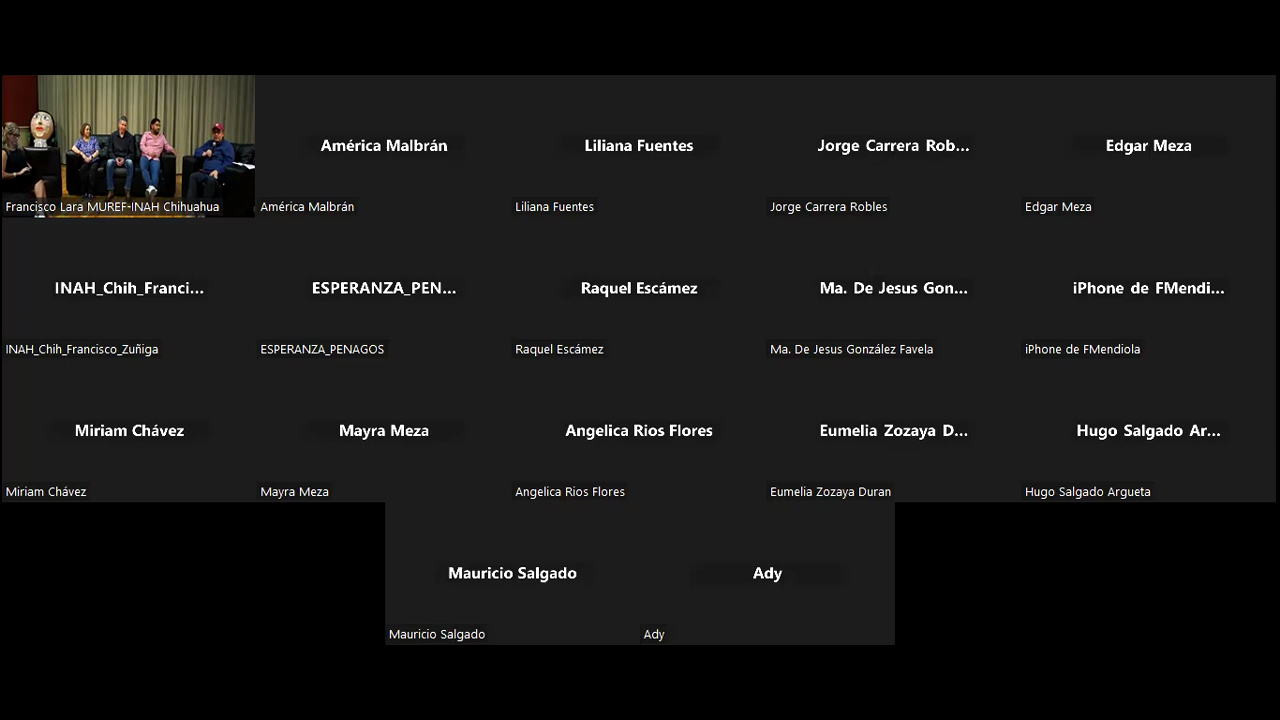 América Malbrán
Liliana Fuentes
Jorge Carrera Rob...
Edgar Meza
Francisco Lara MUREF-INAH Chihuahua
América Malbrán
Liliana Fuentes
Jorge Carrera Robles
Edgar Meza
INAH_Chih_Franci...
ESPERANZA_PEN...
Raquel Escámez
Ma. De Jesus Gon...
iPhone de FMendi...
INAH_Chih_Francisco_Zuñiga
ESPERANZA_PENAGOS
Raquel Escámez
Ma. De Jesus González Favela
iPhone de FMendiola
Miriam Chávez
Mayra Meza
Angelica Rios Flores
Eumelia Zozaya D...
Hugo Salgado Ar...
Miriam Chávez
Mayra Meza
Angelica Rios Flores
Eumelia Zozaya Duran
Hugo Salgado Argueta
Mauricio Salgado
Ady
Mauricio Salgado
Ady